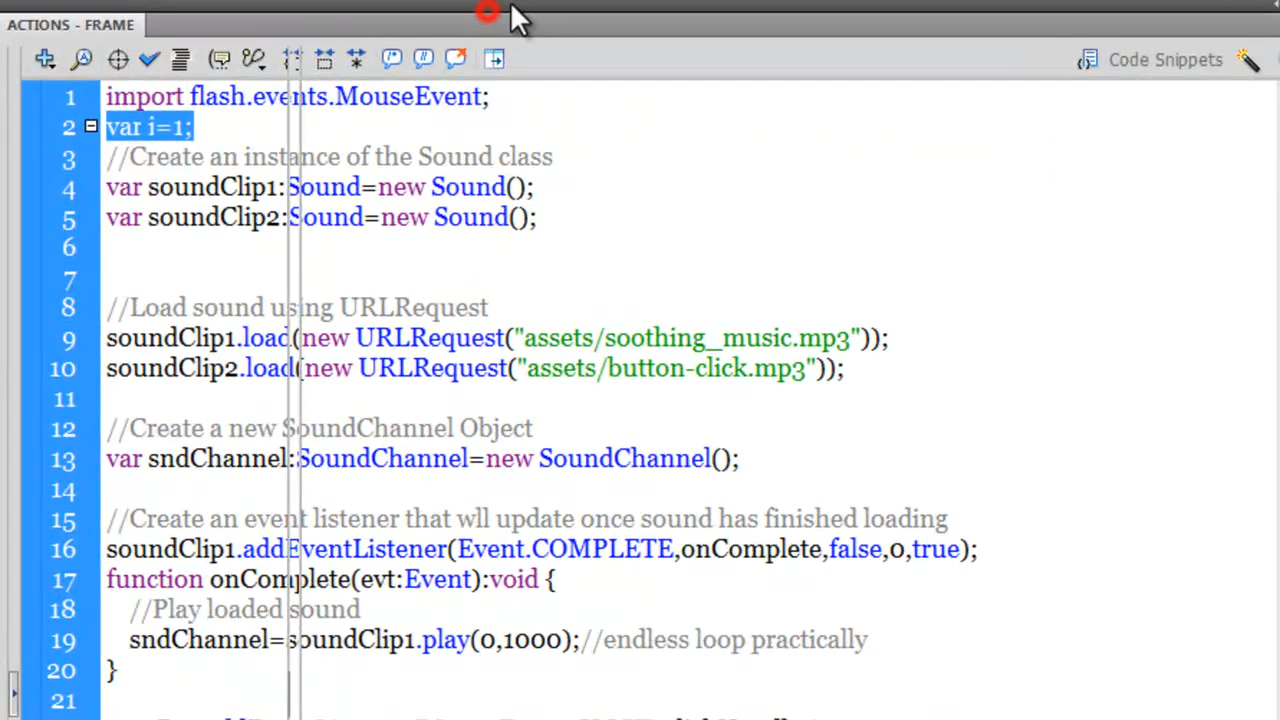 ACTIONS - FRAME
Code Snippets
1 import flash.events.MouseEvent;
2 var i=1;
3 //Create an instance of the Sound class
4 var soundClip1:Sound=new Sound();
5 var soundClip2:Sound=new Sound();
6
7
8 //Load sound using URLRequest
9 soundClip1.load(new URLRequest("assets/soothing_music.mp3"));
10 soundClip2.load(new URLRequest("assets/button-click.mp3"));
11
12 //Create a new SoundChannel Object
13 var sndChannel:SoundChannel=new SoundChannel();
14
15 //Create an event listener that wll update once sound has finished loading
16 soundClip1.addEventListener(Event.COMPLETE,onComplete,false,0,true);
17 function onComplete(evt:Event):void {
18 //Play loaded sound
19 sndChannel=soundClip1.play(0,1000);//endless loop practically
20 }
21